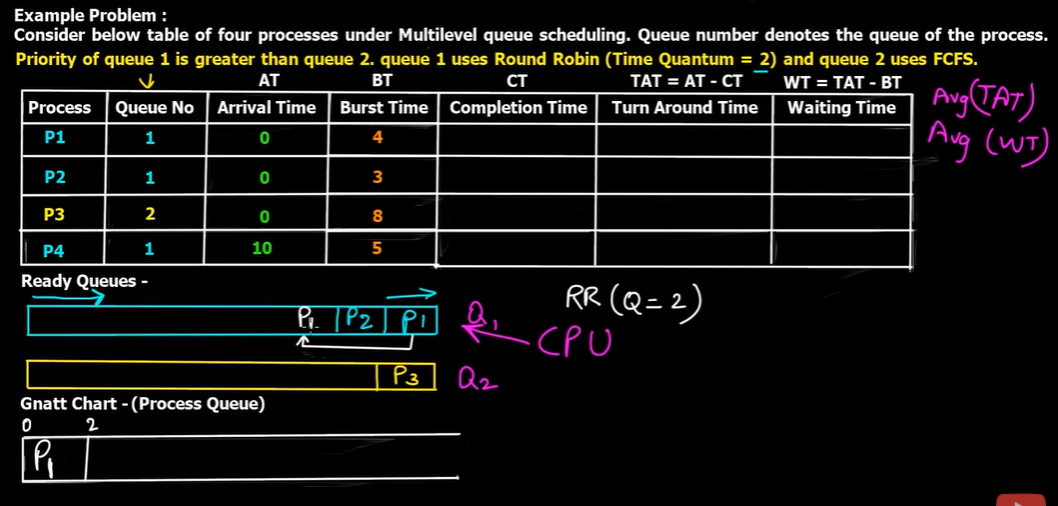 Example Problem :
Consider below table of four processes under Multilevel queue scheduling. Queue number denotes the queue of the process.
Priority of queue 1 is greater than queue 2. queue 1 uses Round Robin (Time Quantum = 2) and queue 2 uses FCFS.
AT BT CT TAT = AT - CT WT = TAT - BT
Process Queue No Arrival Time Burst Time Completion Time Turn Around Time Waiting Time Avg(TAT)
P1 1 0 4 Avg (WT)
P2 1 0 3
P3 2 0 8
P4 1 10 5
Ready Queues -
RR (Q=2)
P1 P2 P1 Q1 CPU
P3 Q2
Gnatt Chart -(Process Queue)
0 2
P1